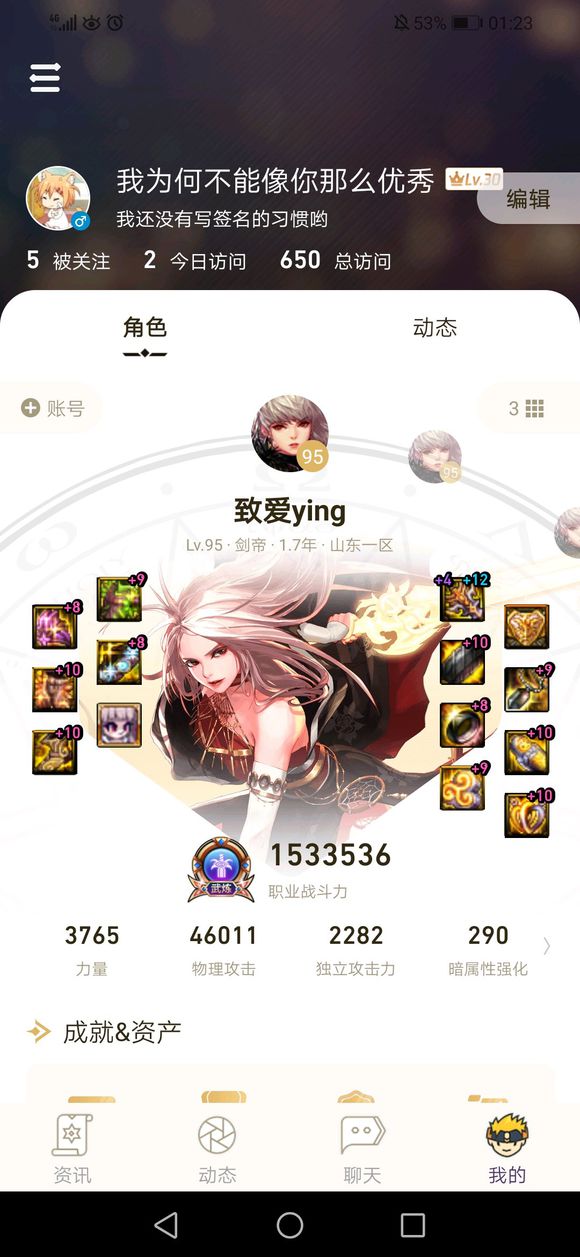 4G 53% 01:23
我为何不能像你那么优秀 Lv.30
编辑
我还没有写签名的习惯哟
5 被关注 2 今日访问 650 总访问
角色 动态
账号 3
95
95
致爱ying
Lv.95 · 剑帝 · 1.7年 · 山东一区
+9 +4 +12
+8
+8 +10
+10 +9
+10 +8 +10
+9
+10
武炼
1533536
职业战斗力
3765 46011 2282 290
力量 物理攻击 独立攻击力 暗属性强化
成就&资产
资讯 动态 聊天 我的